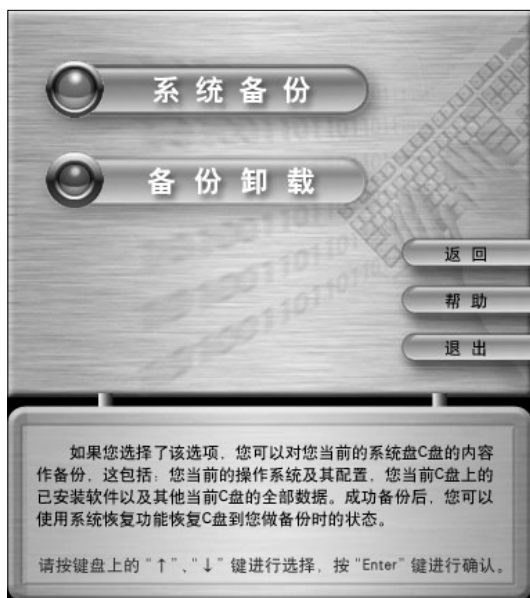 系统备份
备份卸载
返回
帮助
退出
如果您选择了该选项，您可以对您当前的系统盘C盘的内容
作备份，这包括：您当前的操作系统及其配置，您当前C盘上的
已安装软件以及其他当前C盘的全部数据。成功备份后，您可以
使用系统恢复功能恢复C盘到您做备份时的状态。
请按键盘上的“↑”、“↓”键进行选择，按“Enter”键进行确认。